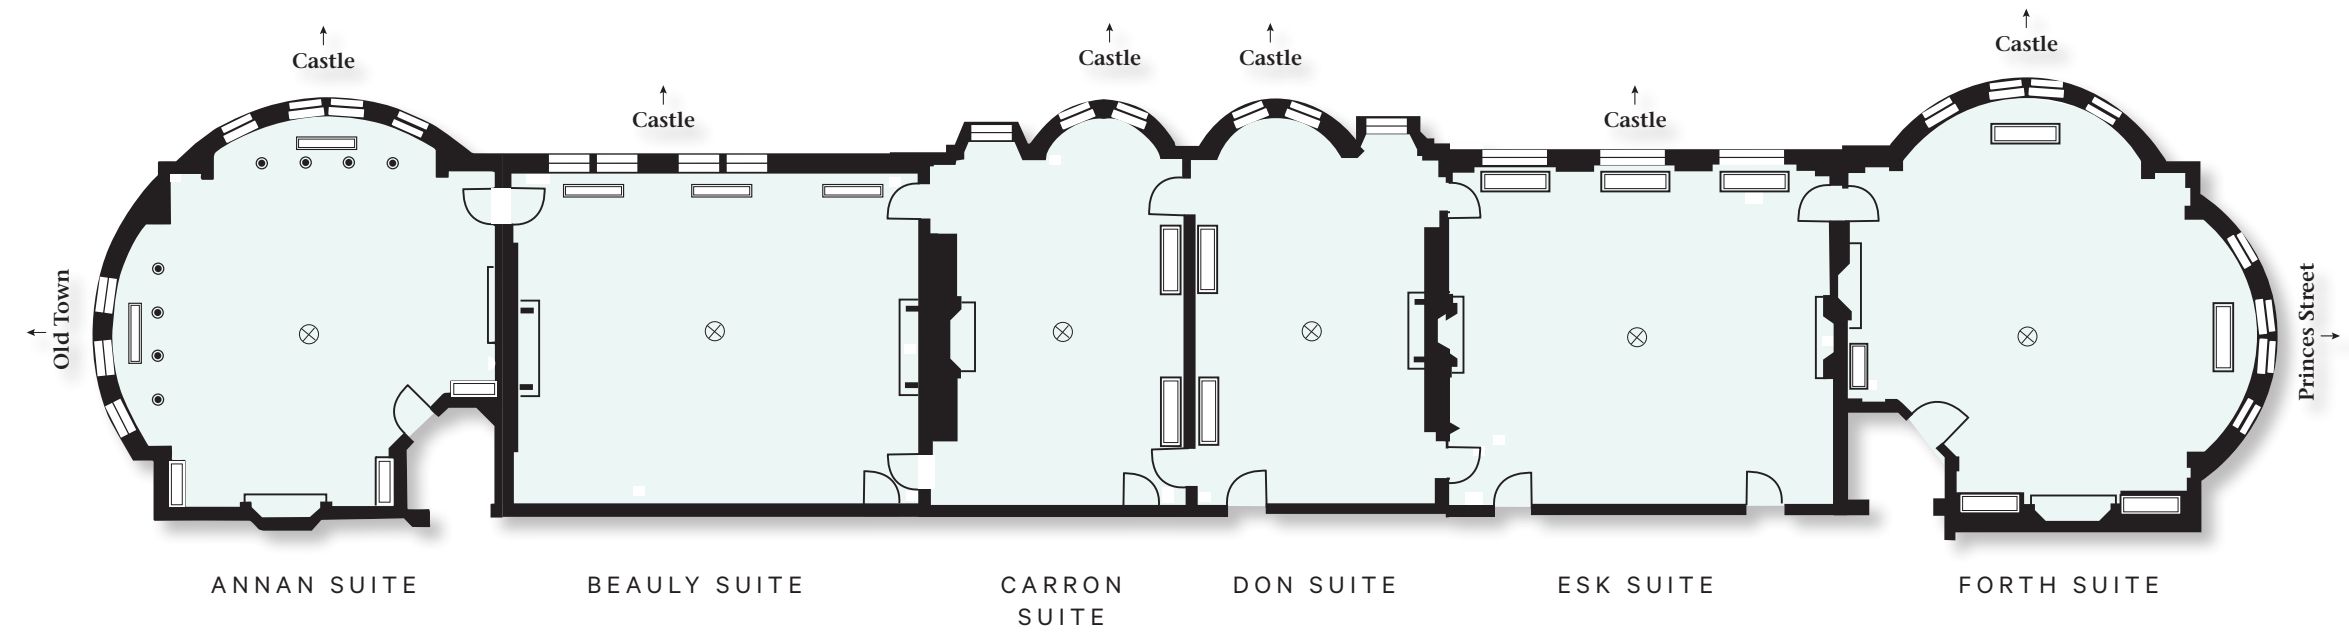 Castle
Castle
Castle
Castle
Castle
Castle
Old Town
Princes Street
ANNAN SUITE
BEAULY SUITE
CARRON
SUITE
DON SUITE
ESK SUITE
FORTH SUITE